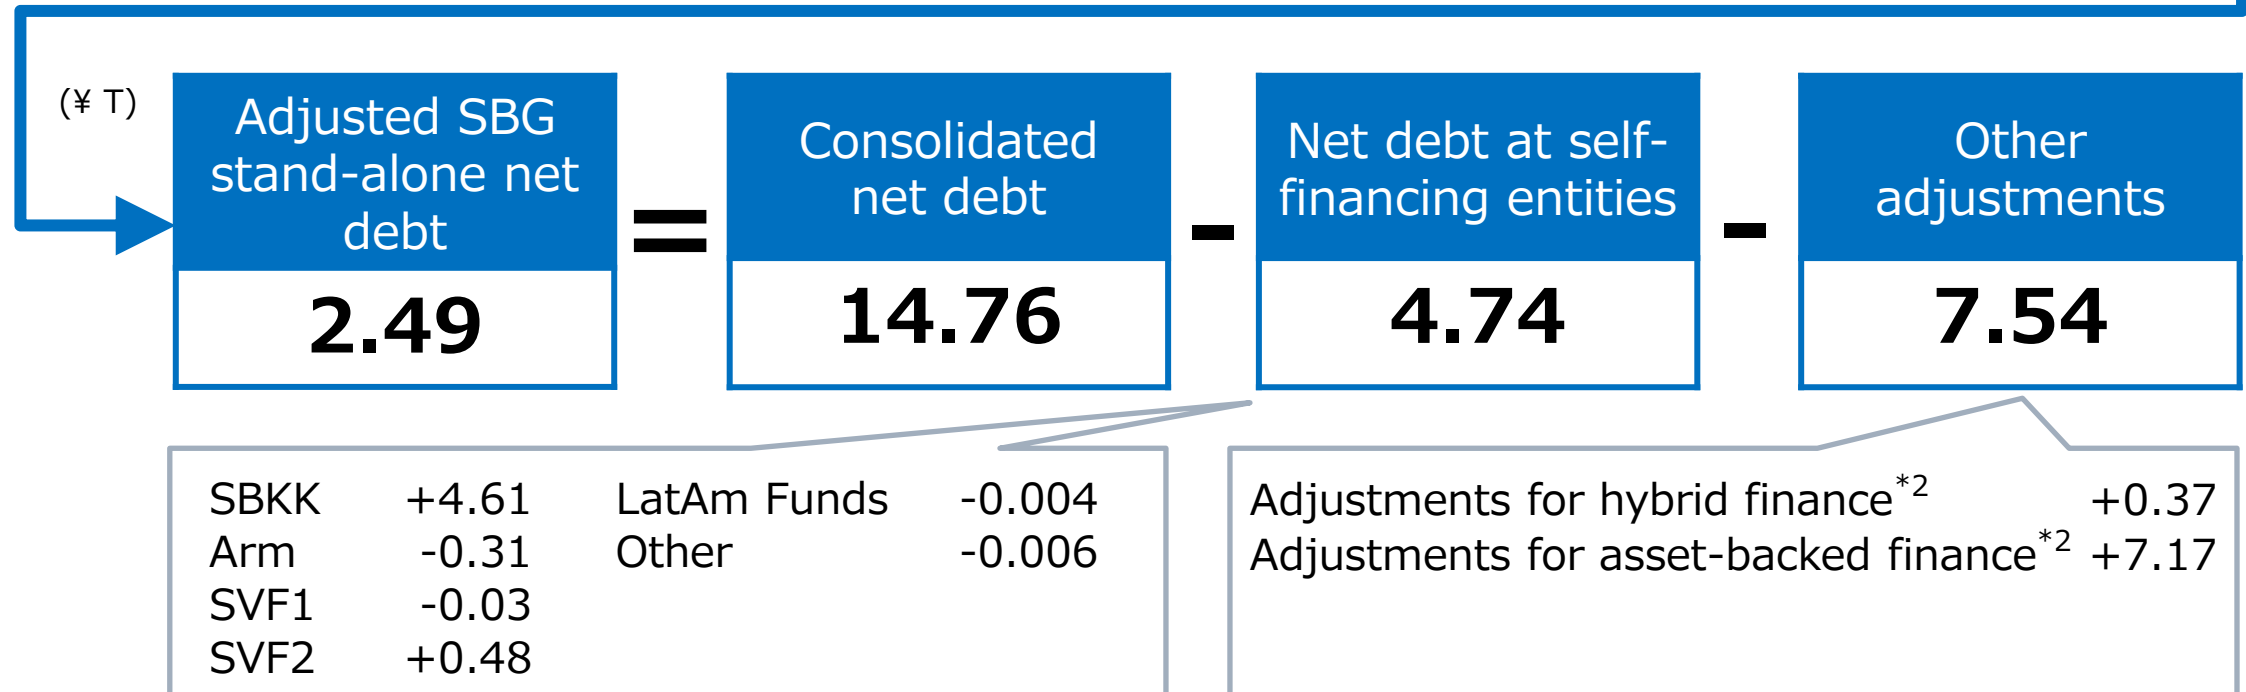 (¥ T)
Adjusted SBG
stand-alone net
debt
2.49
=
Consolidated
net debt
14.76
-
Net debt at self-
financing entities
4.74
-
Other
adjustments
7.54
SBKK +4.61 LatAm Funds -0.004
Arm -0.31 Other -0.006
SVF1 -0.03
SVF2 +0.48
Adjustments for hybrid finance*2 +0.37
Adjustments for asset-backed finance*2 +7.17